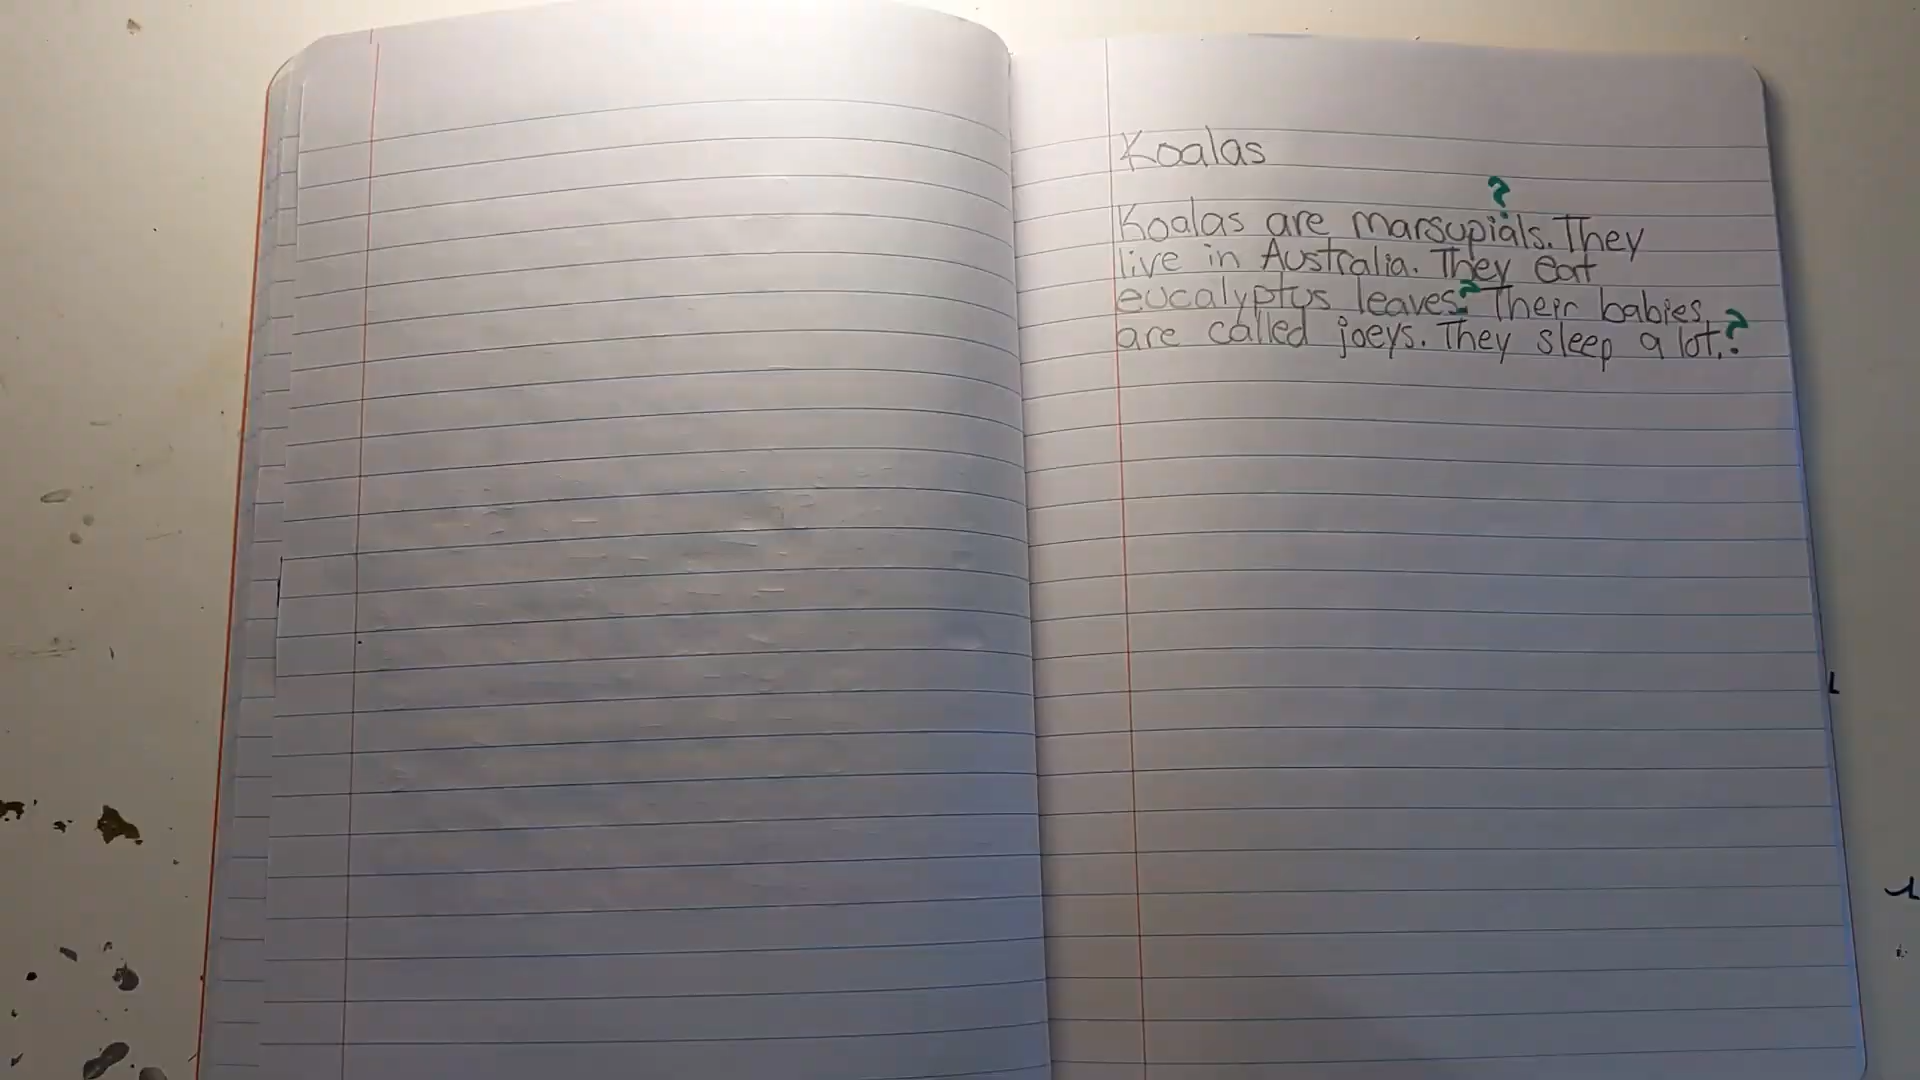 Koalas
?
Koalas are marsupials. They
live in Australia. They eat
eucalyptus leaves? Their babies
are called joeys. They sleep a lot.?